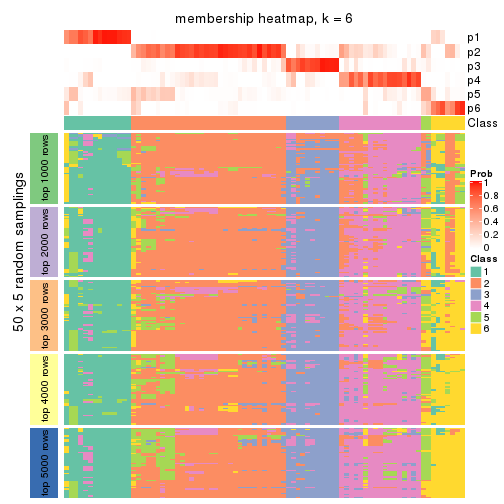 membership heatmap, k = 6
p1
p2
p3
p4
p5
p6
Class
50 x 5 random samplings
top 1000 rows
top 2000 rows
top 3000 rows
top 4000 rows
top 5000 rows
Prob
1
0.8
0.6
0.4
0.2
0
Class
1
2
3
4
5
6